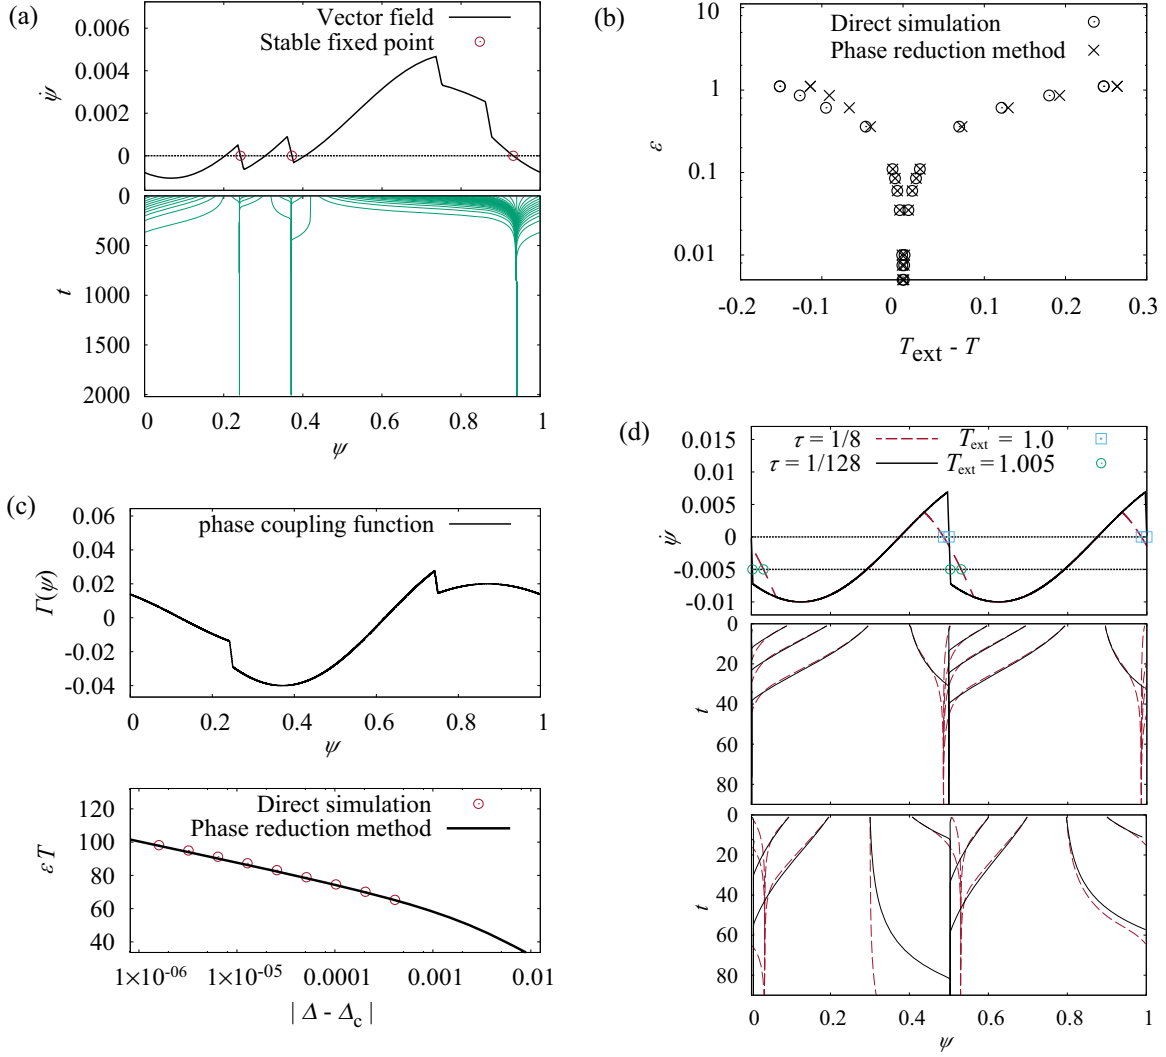 (a)
Vector field
Stable fixed point
0.006
0.004
0.002
0
ψ̇
0
500
1000
1500
2000
t
0 0.2 0.4 0.6 0.8 1
ψ
(b)
Direct simulation
Phase reduction method
10
1
0.1
0.01
ε
-0.2 -0.1 0 0.1 0.2 0.3
T_ext - T
(c)
phase coupling function
0.06
0.04
0.02
0
-0.02
-0.04
Γ(ψ)
0 0.2 0.4 0.6 0.8 1
ψ
Direct simulation
Phase reduction method
120
100
80
60
40
ε T
1×10^-06 1×10^-05 0.0001 0.001 0.01
| Δ - Δ_c |
(d)
τ = 1/8 T_ext = 1.0
τ = 1/128 T_ext = 1.005
0.015
0.01
0.005
0
-0.005
-0.01
ψ̇
0
20
40
60
80
t
0
20
40
60
80
t
0 0.2 0.4 0.6 0.8 1
ψ